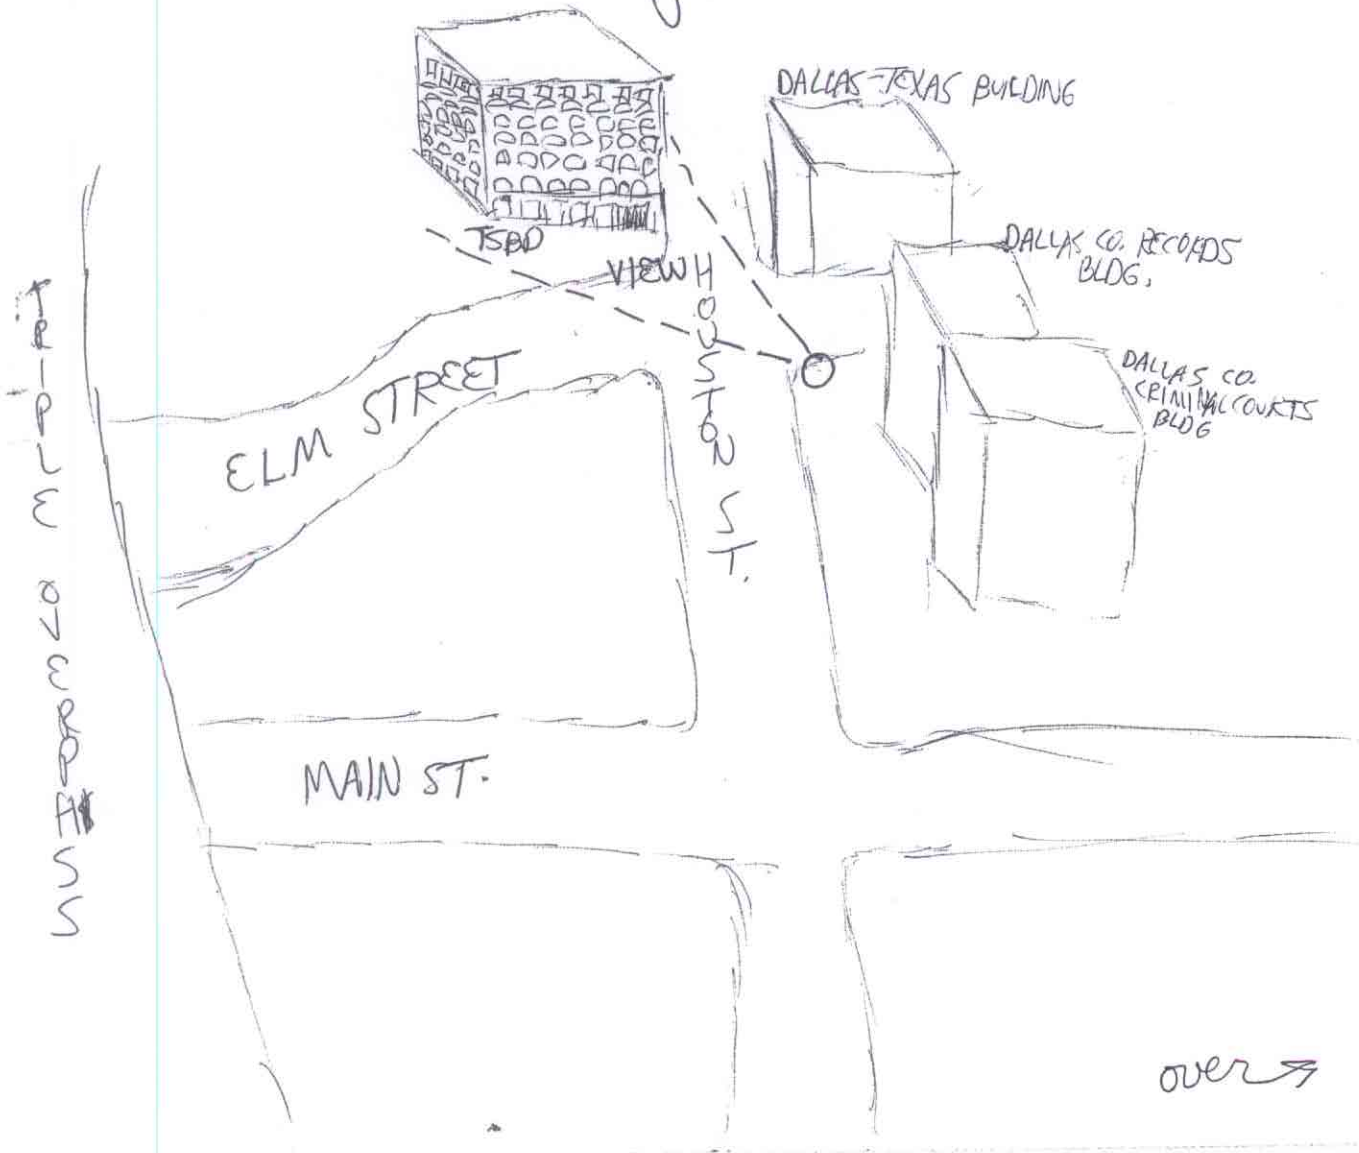 DALLAS-TEXAS BUILDING
TSBD
VIEW
DALLAS CO. RECORDS
BLDG.
HOUSTON ST.
ELM STREET
DALLAS CO.
CRIMINAL COURTS
BLDG
TRIPLE OVERPASS
MAIN ST.
over